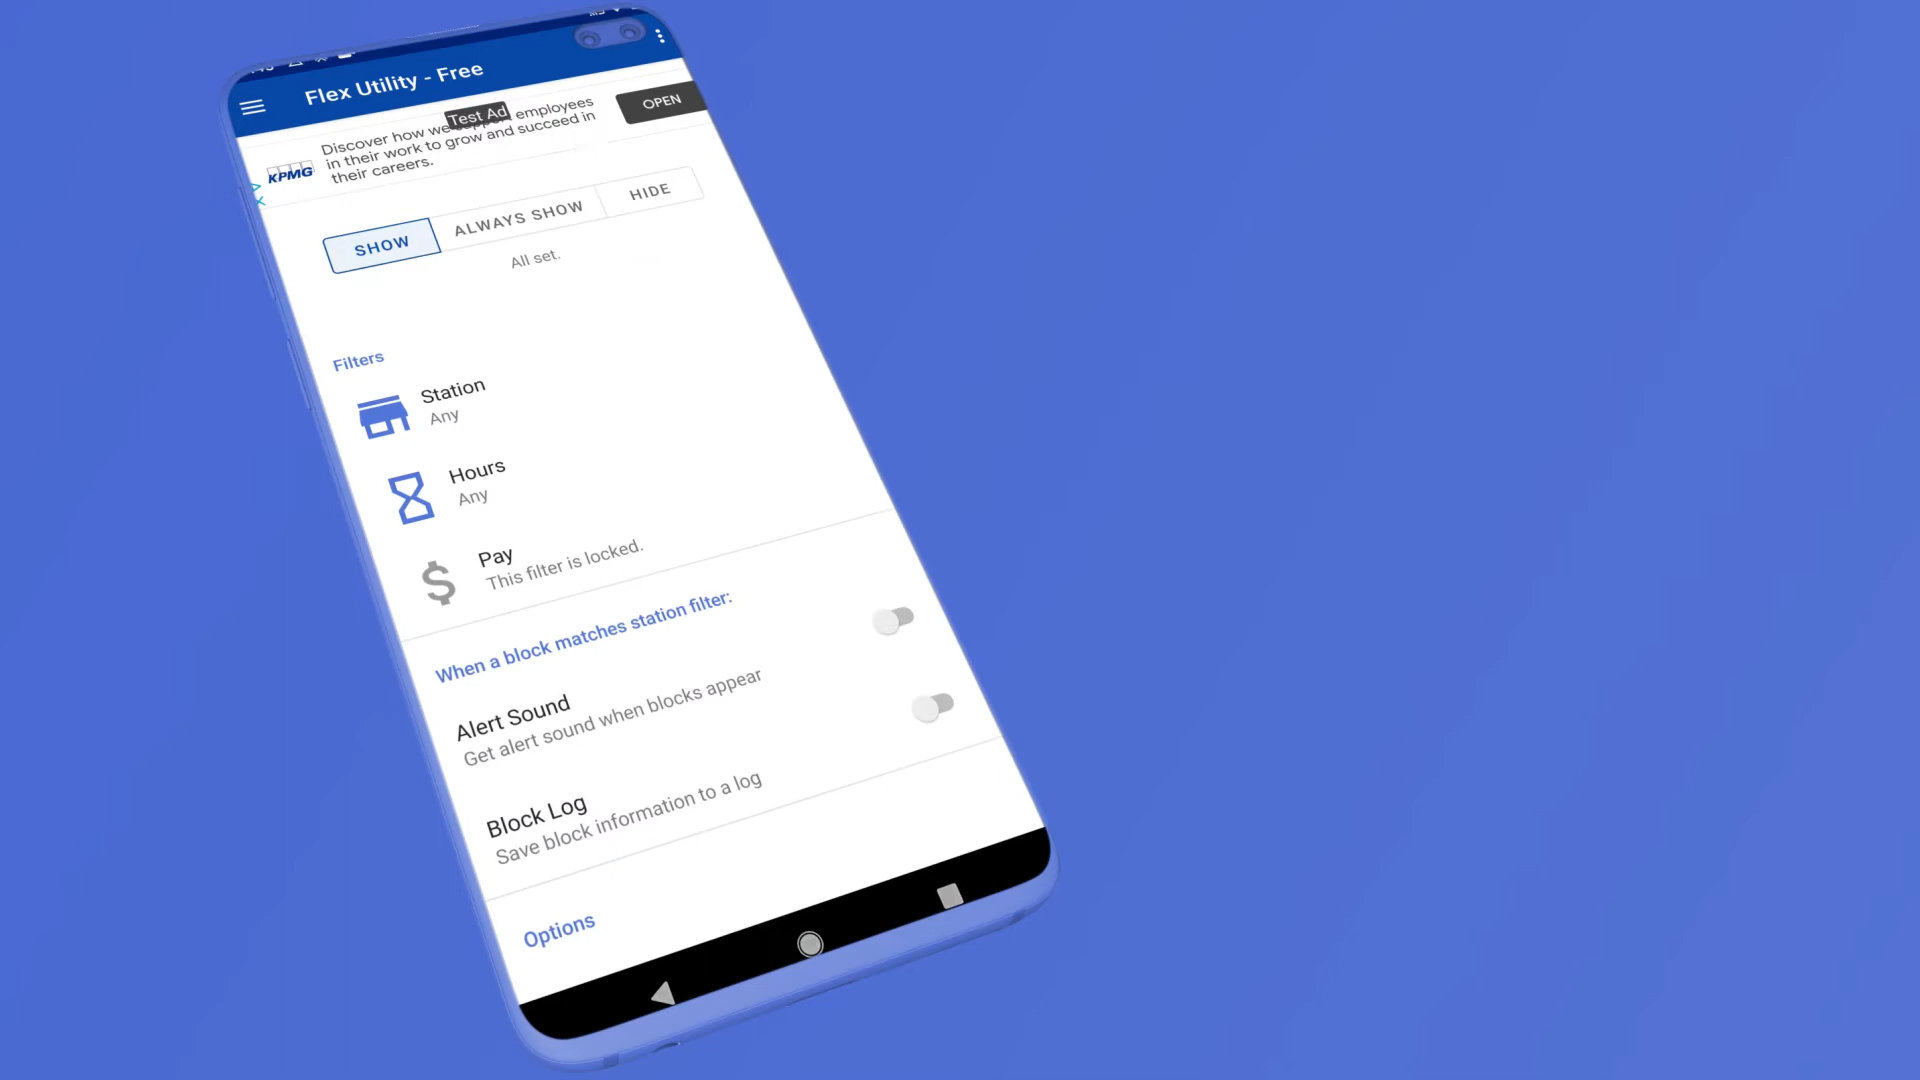 Flex Utility - Free
Test Ad
KPMG
Discover how we support employees
in their work to grow and succeed in
their careers.
OPEN
SHOW
ALWAYS SHOW
HIDE
All set.
Filters
Station
Any
Hours
Any
Pay
This filter is locked.
When a block matches station filter:
Alert Sound
Get alert sound when blocks appear
Block Log
Save block information to a log
Options